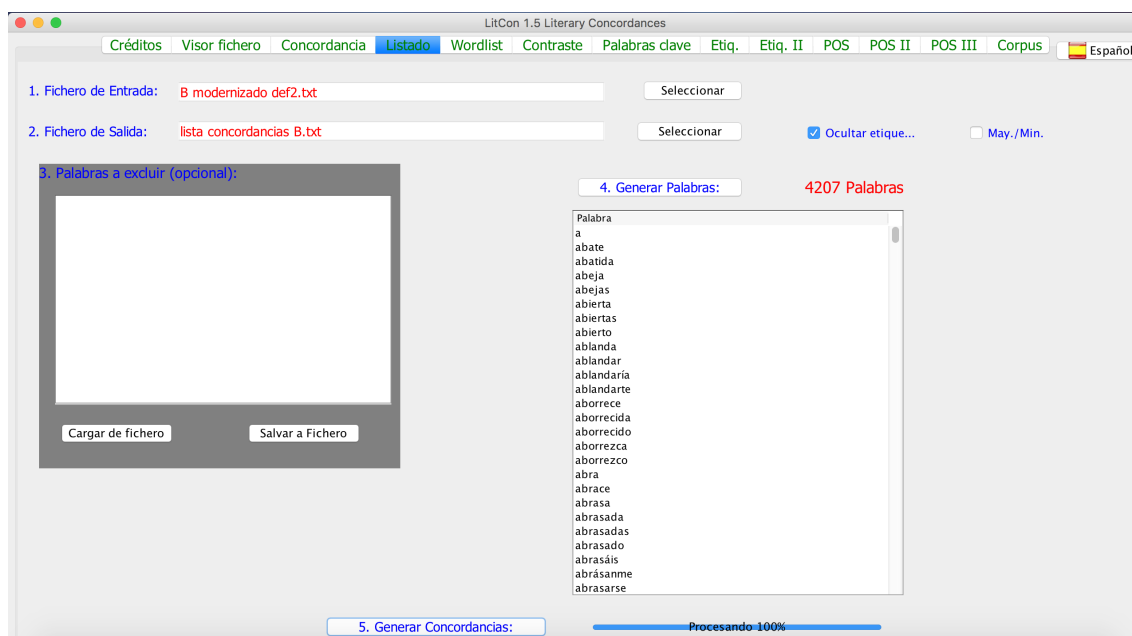 LitCon 1.5 Literary Concordances
Créditos Visor fichero Concordancia Listado Wordlist Contraste Palabras clave Etiq. Etiq. II POS POS II POS III Corpus Español
1. Fichero de Entrada: B modernizado def2.txt Seleccionar
2. Fichero de Salida: lista concordancias B.txt Seleccionar Ocultar etique... May./Min.
3. Palabras a excluir (opcional):
4. Generar Palabras: 4207 Palabras
Palabra
a
abate
abatida
abeja
abejas
abierta
abiertas
abierto
ablanda
ablandar
ablandaría
ablandarte
aborrece
aborrecida
aborrecido
aborrezca
aborrezco
abra
abrace
abrasa
abrasada
abrasadas
abrasado
abrasáis
abrásanme
abrasarse
Cargar de fichero Salvar a Fichero
5. Generar Concordancias: Procesando 100%